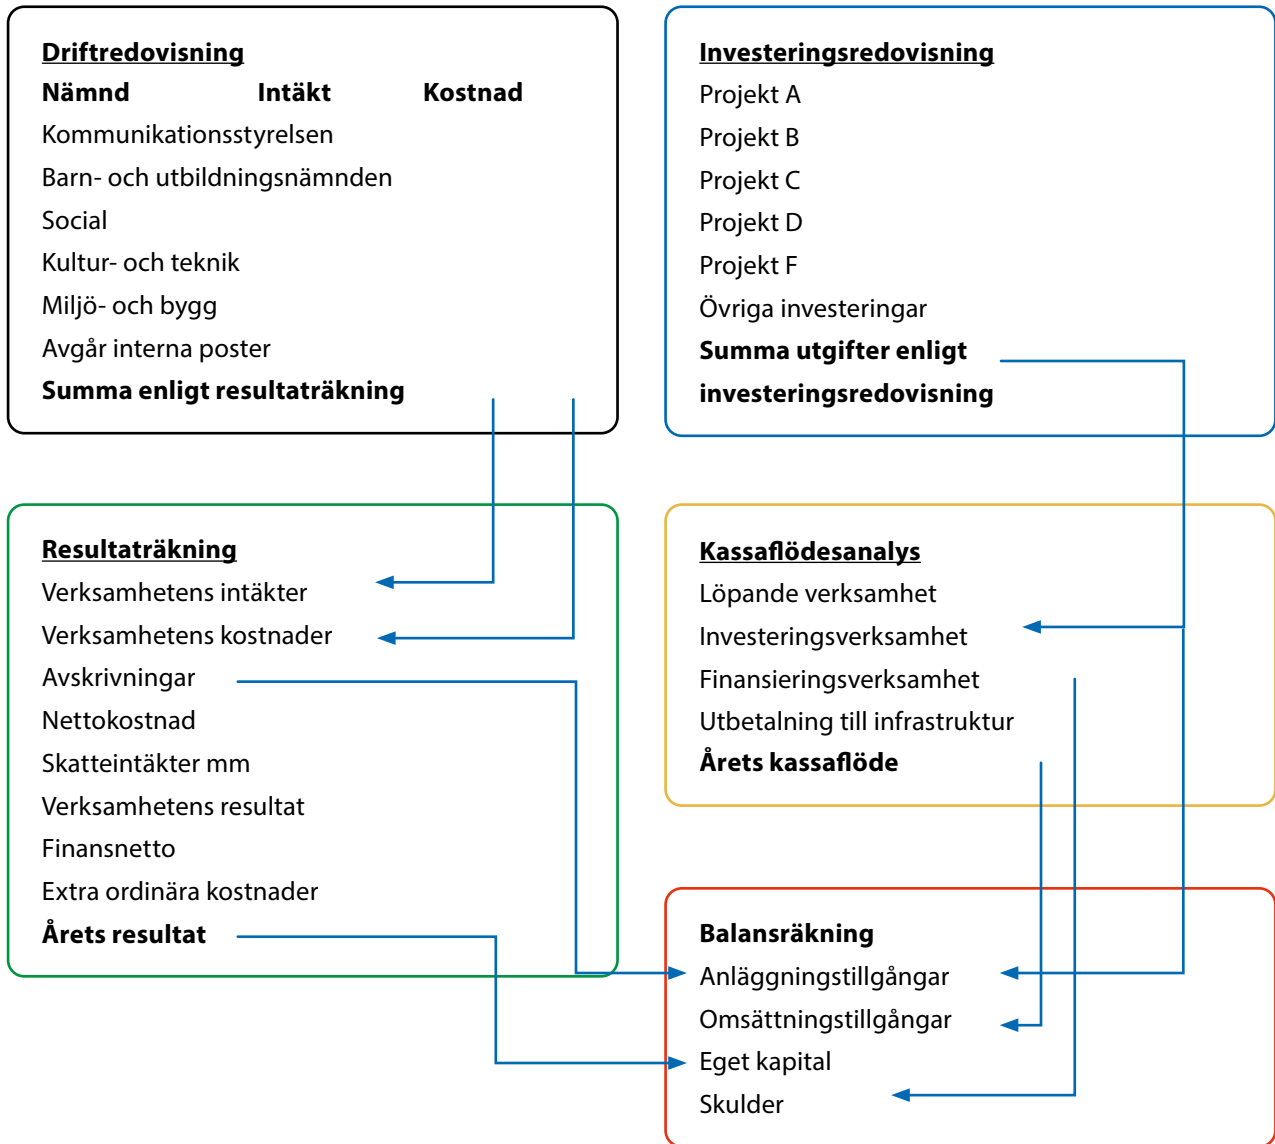 Driftredovisning
Nämnd Intäkt Kostnad
Kommunikationsstyrelsen
Barn- och utbildningsnämnden
Social
Kultur- och teknik
Miljö- och bygg
Avgår interna poster
Summa enligt resultaträkning
Investeringsredovisning
Projekt A
Projekt B
Projekt C
Projekt D
Projekt F
Övriga investeringar
Summa utgifter enligt
investeringsredovisning
Resultaträkning
Verksamhetens intäkter
Verksamhetens kostnader
Avskrivningar
Nettokostnad
Skatteintäkter mm
Verksamhetens resultat
Finansnetto
Extra ordinära kostnader
Årets resultat
Kassaflödesanalys
Löpande verksamhet
Investeringsverksamhet
Finansieringsverksamhet
Utbetalning till infrastruktur
Årets kassaflöde
Balansräkning
Anläggningstillgångar
Omsättningstillgångar
Eget kapital
Skulder